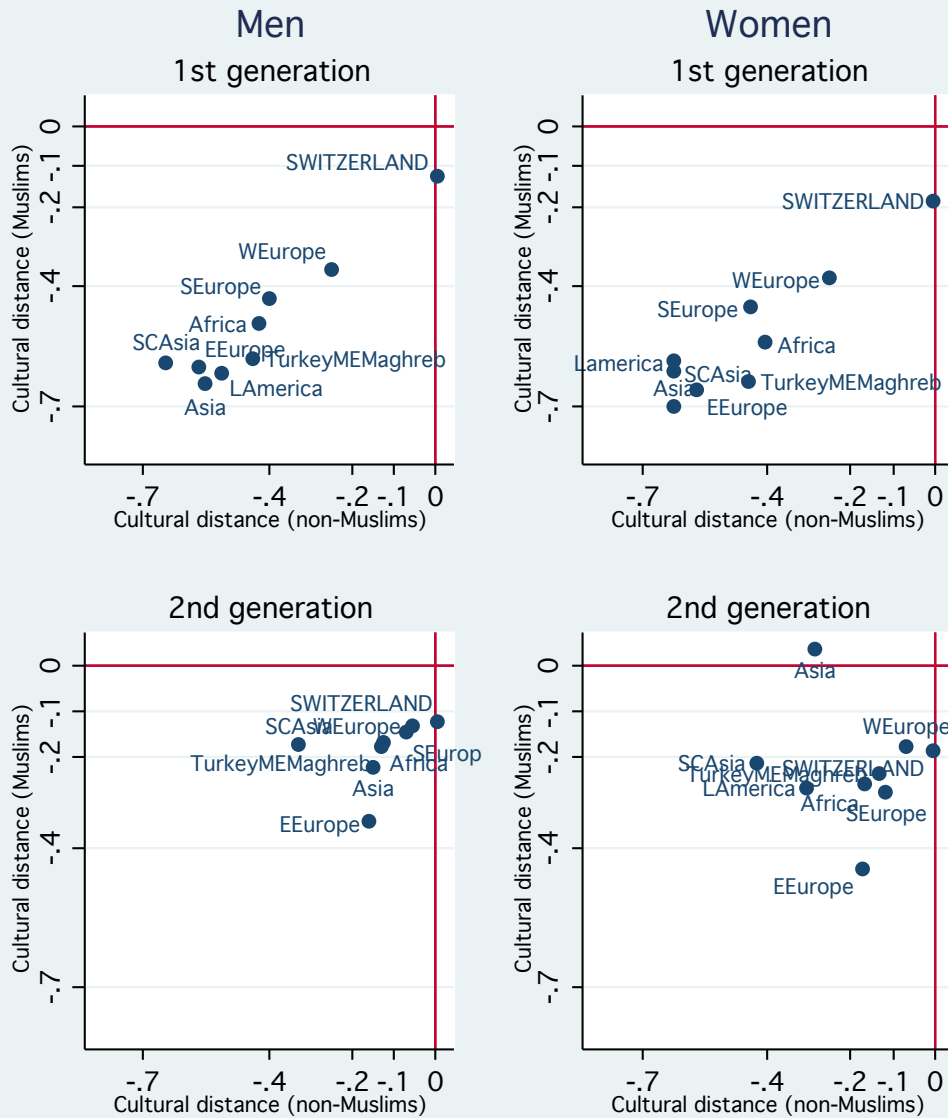 Men
Women
1st generation
1st generation
Cultural distance (Muslims)
0
-.1
-.2
-.4
-.7
SWITZERLAND
WEurope
SEurope
Africa
SCAsia
EEurope
TurkeyMEMaghreb
LAmerica
Asia
-.7
-.4
-.2
-.1
0
Cultural distance (non-Muslims)
Cultural distance (Muslims)
0
-.1
-.2
-.4
-.7
SWITZERLAND
WEurope
SEurope
Africa
Lamerica
SCAsia
TurkeyMEMaghreb
Asia
EEurope
-.7
-.4
-.2
-.1
0
Cultural distance (non-Muslims)
2nd generation
2nd generation
Cultural distance (Muslims)
0
-.1
-.2
-.4
-.7
SWITZERLAND
SCAsia
WEurope
SEurop
TurkeyMEMaghreb
Africa
Asia
EEurope
-.7
-.4
-.2
-.1
0
Cultural distance (non-Muslims)
Cultural distance (Muslims)
0
-.1
-.2
-.4
-.7
Asia
WEurope
SCAsia
SWITZERLAND
TurkeyMEMaghreb
LAmerica
Africa
SEurope
EEurope
-.7
-.4
-.2
-.1
0
Cultural distance (non-Muslims)